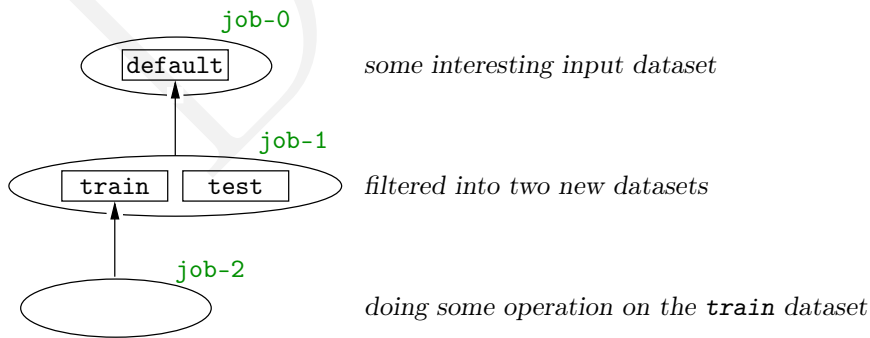 job-0
default some interesting input dataset
job-1
train test filtered into two new datasets
job-2
doing some operation on the train dataset